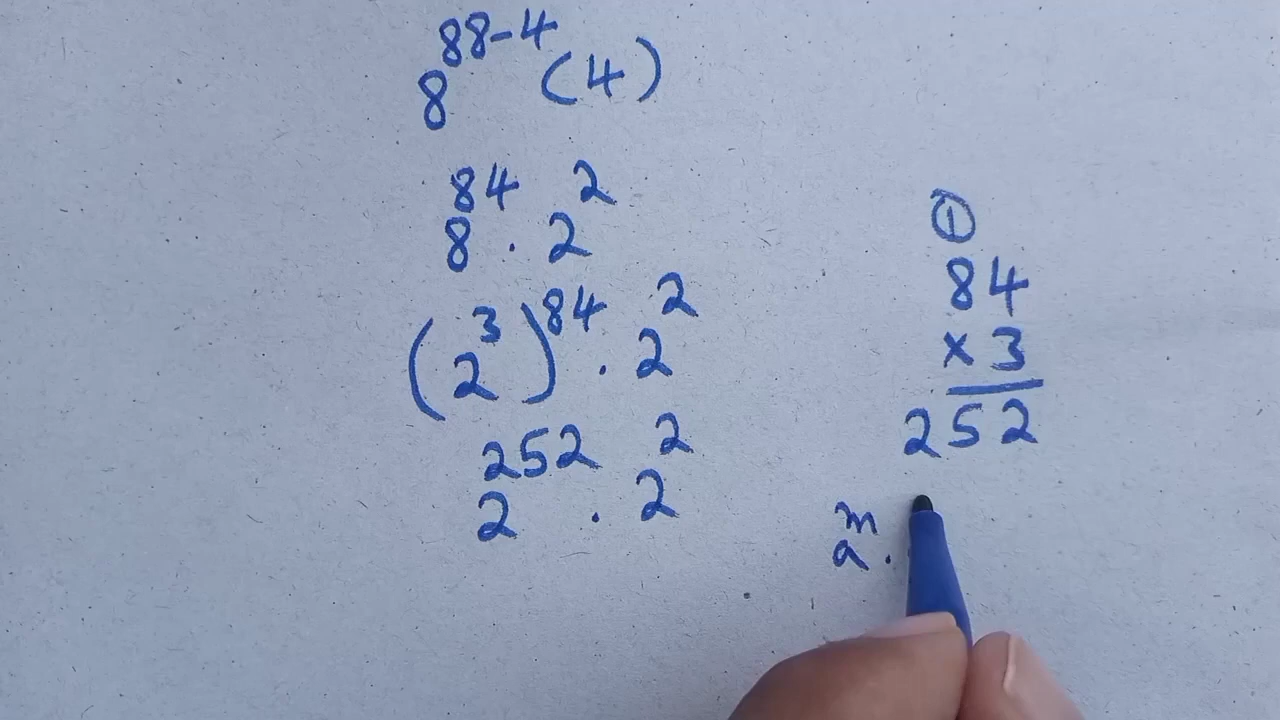 8^{88-4} (4)
8^{84} . 2^2
(2^3)^{84} . 2^2
2^{252} . 2^2
①
84
×3
252
a^m .